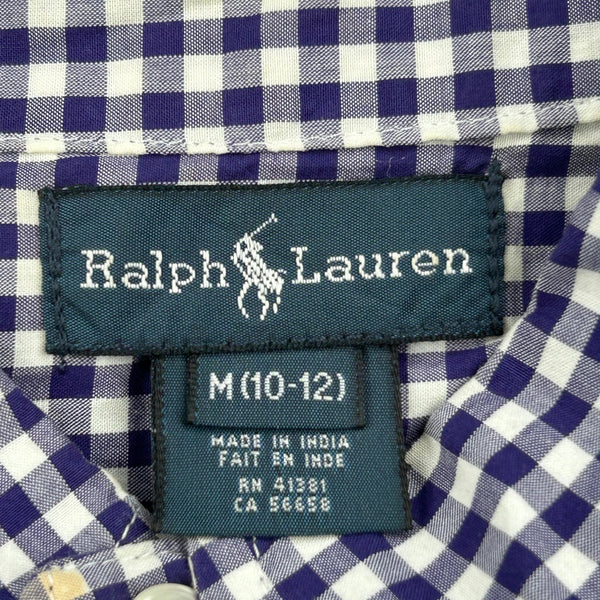 Ralph Lauren
M (10-12)
MADE IN INDIA
FAIT EN INDE
RN 41381
CA 56658